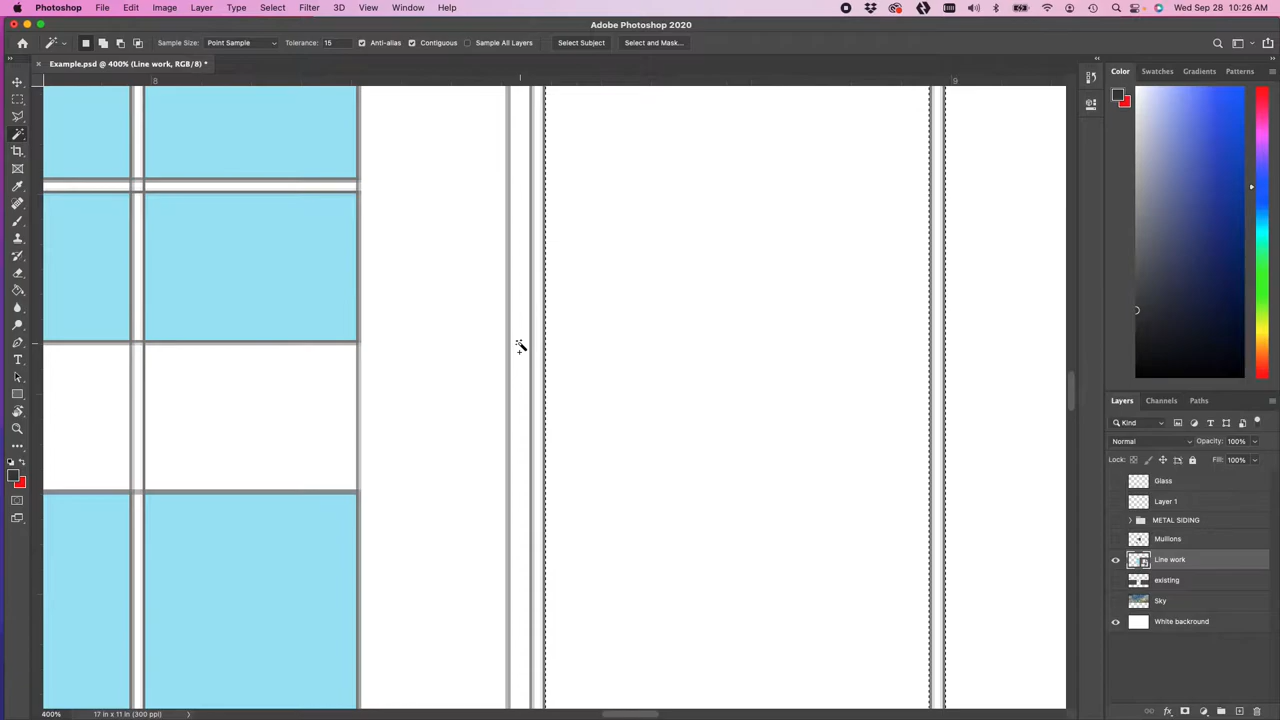 Photoshop File Edit Image Layer Type Select Filter 3D View Window Help Wed Sep 28 10:26 AM
Adobe Photoshop 2020
Sample Size: Point Sample Tolerance: 15 Anti-alias Contiguous Sample All Layers Select Subject Select and Mask...
Example.psd @ 400% (Line work, RGB/8) *
8 9
Color Swatches Gradients Patterns
Layers Channels Paths
Kind
Normal Opacity: 100%
Lock: Fill: 100%
Glass
Layer 1
METAL SIDING
Mullions
Line work
existing
Sky
White backround
400% 17 in x 11 in (300 ppi)